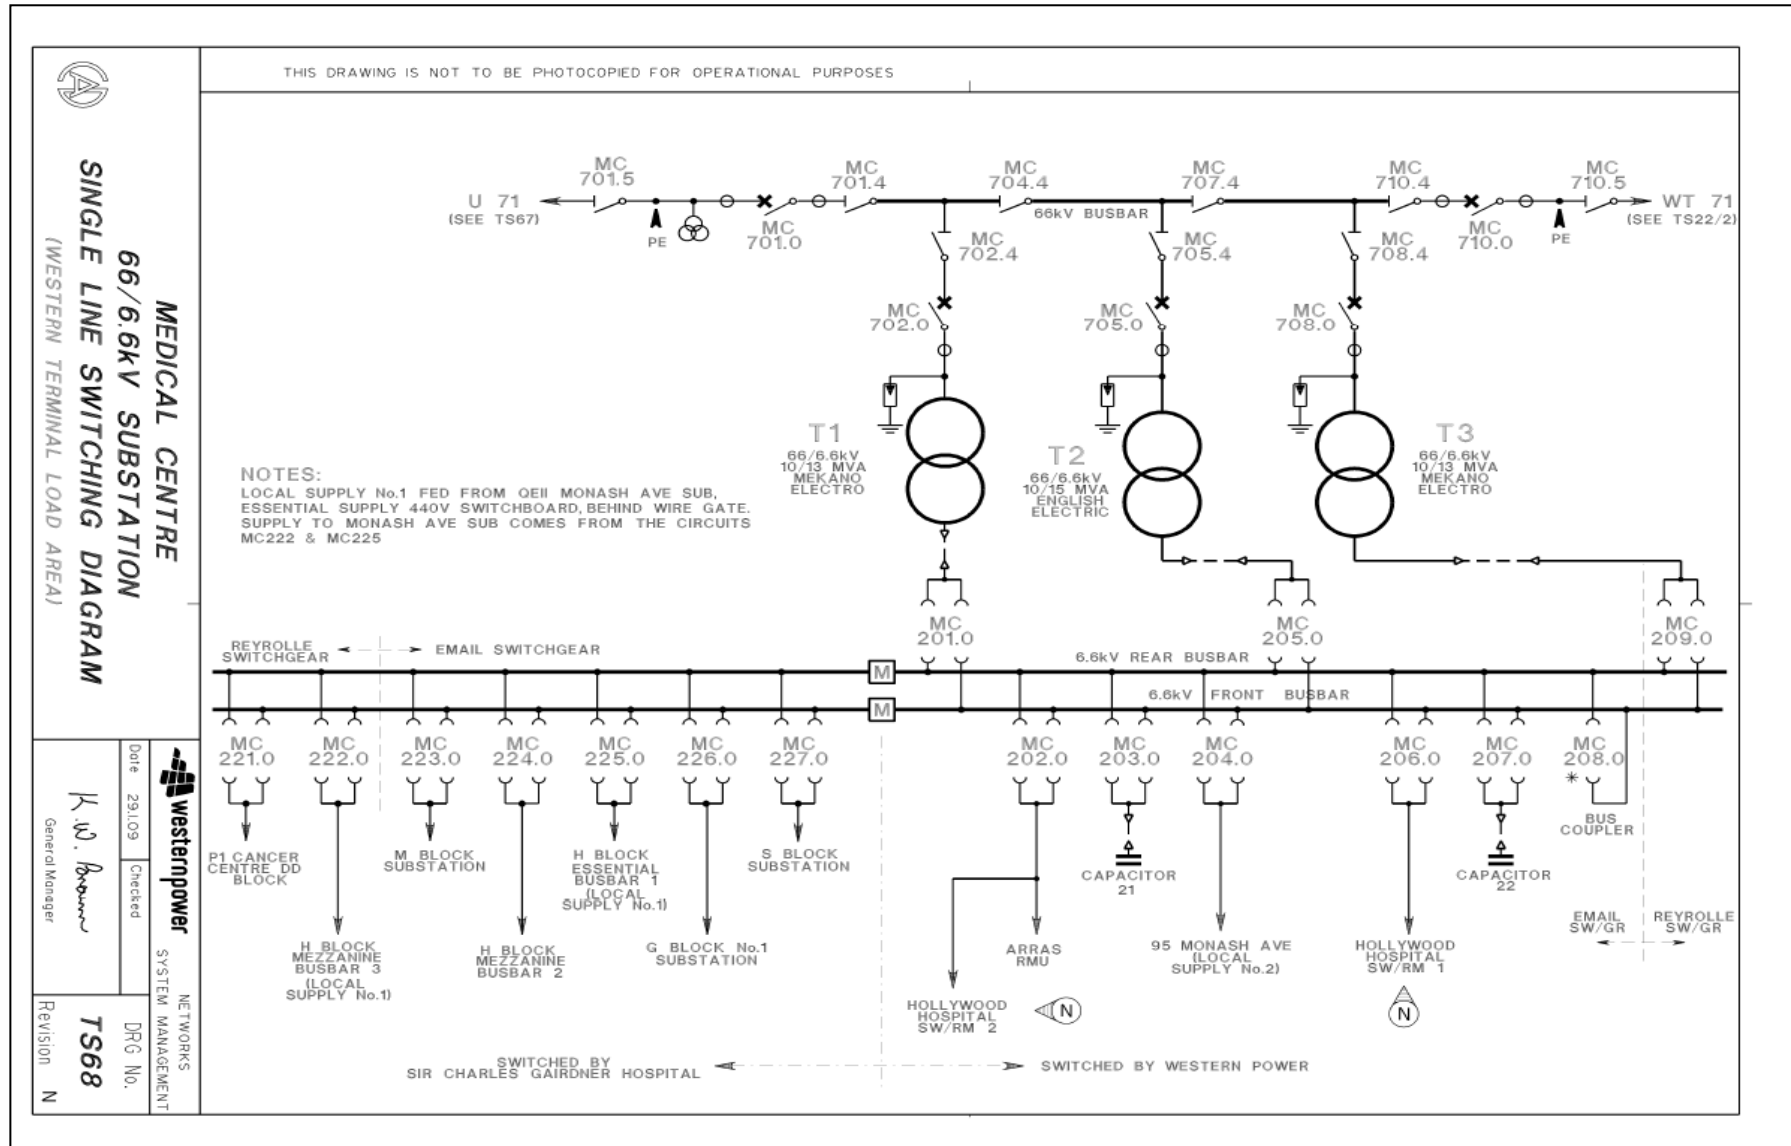 THIS DRAWING IS NOT TO BE PHOTOCOPIED FOR OPERATIONAL PURPOSES
MEDICAL CENTRE
66/6.6kV SUBSTATION
SINGLE LINE SWITCHING DIAGRAM
(WESTERN TERMINAL LOAD AREA)
U 71
(SEE TS67)
MC
701.5
PE
MC
701.0
MC
701.4
MC
704.4
66kV BUSBAR
MC
707.4
MC
710.4
MC
710.0
MC
710.5
PE
WT 71
(SEE TS22/2)
MC
702.4
MC
705.4
MC
708.4
MC
702.0
MC
705.0
MC
708.0
T1
66/6.6kV
10/13 MVA
MEKANO
ELECTRO
T2
66/6.6kV
10/15 MVA
ENGLISH
ELECTRIC
T3
66/6.6kV
10/13 MVA
MEKANO
ELECTRO
NOTES:
LOCAL SUPPLY No.1 FED FROM QEII MONASH AVE SUB,
ESSENTIAL SUPPLY 440V SWITCHBOARD, BEHIND WIRE GATE.
SUPPLY TO MONASH AVE SUB COMES FROM THE CIRCUITS
MC222 & MC225
MC
201.0
MC
205.0
MC
209.0
REYROLLE
SWITCHGEAR
EMAIL SWITCHGEAR
6.6kV REAR BUSBAR
M
6.6kV FRONT BUSBAR
M
MC
221.0
MC
222.0
MC
223.0
MC
224.0
MC
225.0
MC
226.0
MC
227.0
MC
202.0
MC
203.0
MC
204.0
MC
206.0
MC
207.0
MC
208.0
*
BUS
COUPLER
P1 CANCER
CENTRE DD
BLOCK
H BLOCK
MEZZANINE
BUSBAR 3
(LOCAL
SUPPLY No.1)
M BLOCK
SUBSTATION
H BLOCK
MEZZANINE
BUSBAR 2
H BLOCK
ESSENTIAL
BUSBAR 1
(LOCAL
SUPPLY No.1)
G BLOCK No.1
SUBSTATION
S BLOCK
SUBSTATION
HOLLYWOOD
HOSPITAL
SW/RM 2
N
ARRAS
RMU
CAPACITOR
21
95 MONASH AVE
(LOCAL
SUPPLY No.2)
HOLLYWOOD
HOSPITAL
SW/RM 1
N
CAPACITOR
22
EMAIL
SW/GR
REYROLLE
SW/GR
SWITCHED BY
SIR CHARLES GAIRDNER HOSPITAL
SWITCHED BY WESTERN POWER
westernpower
NETWORKS
SYSTEM MANAGEMENT
Date 29.1.09
Checked
General Manager
DRG No.
TS68
Revision N